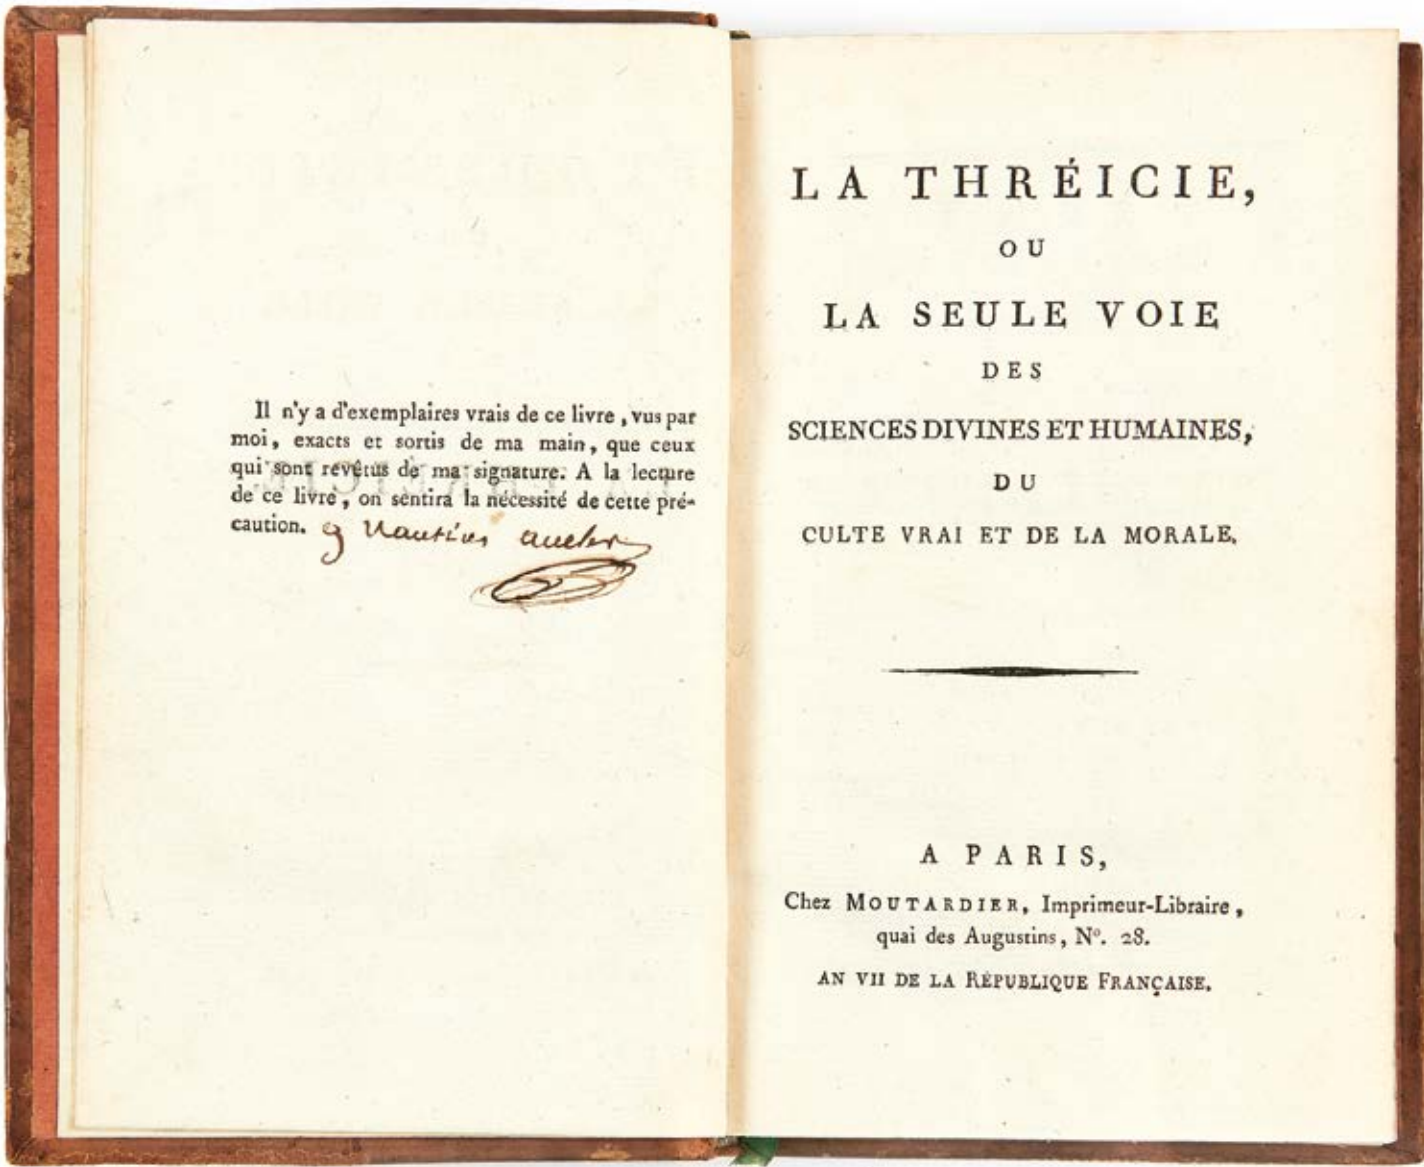 Il n'y a d'exemplaires vrais de ce livre, vus par
moi, exacts et sortis de ma main, que ceux
qui sont revêtus de ma signature. A la lecture
de ce livre, on sentira la nécessité de cette pré-
caution.
LA THRÉICIE,
OU
LA SEULE VOIE
DES
SCIENCES DIVINES ET HUMAINES,
DU
CULTE VRAI ET DE LA MORALE.
A PARIS,
Chez MOUTARDIER, Imprimeur-Libraire,
quai des Augustins, Nº. 28.
AN VII DE LA RÉPUBLIQUE FRANÇAISE.